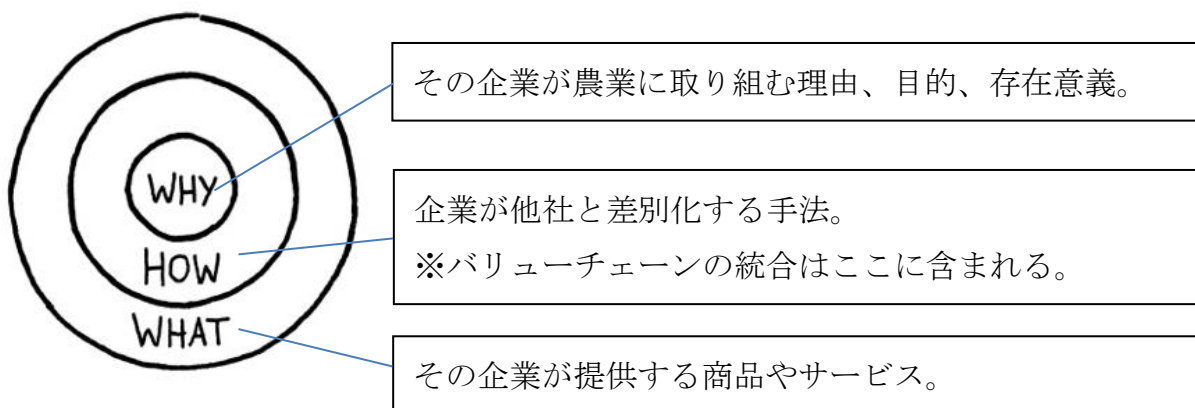 WHY
HOW
WHAT
その企業が農業に取り組む理由、目的、存在意義。
企業が他社と差別化する手法。
※バリューチェーンの統合はここに含まれる。
その企業が提供する商品やサービス。